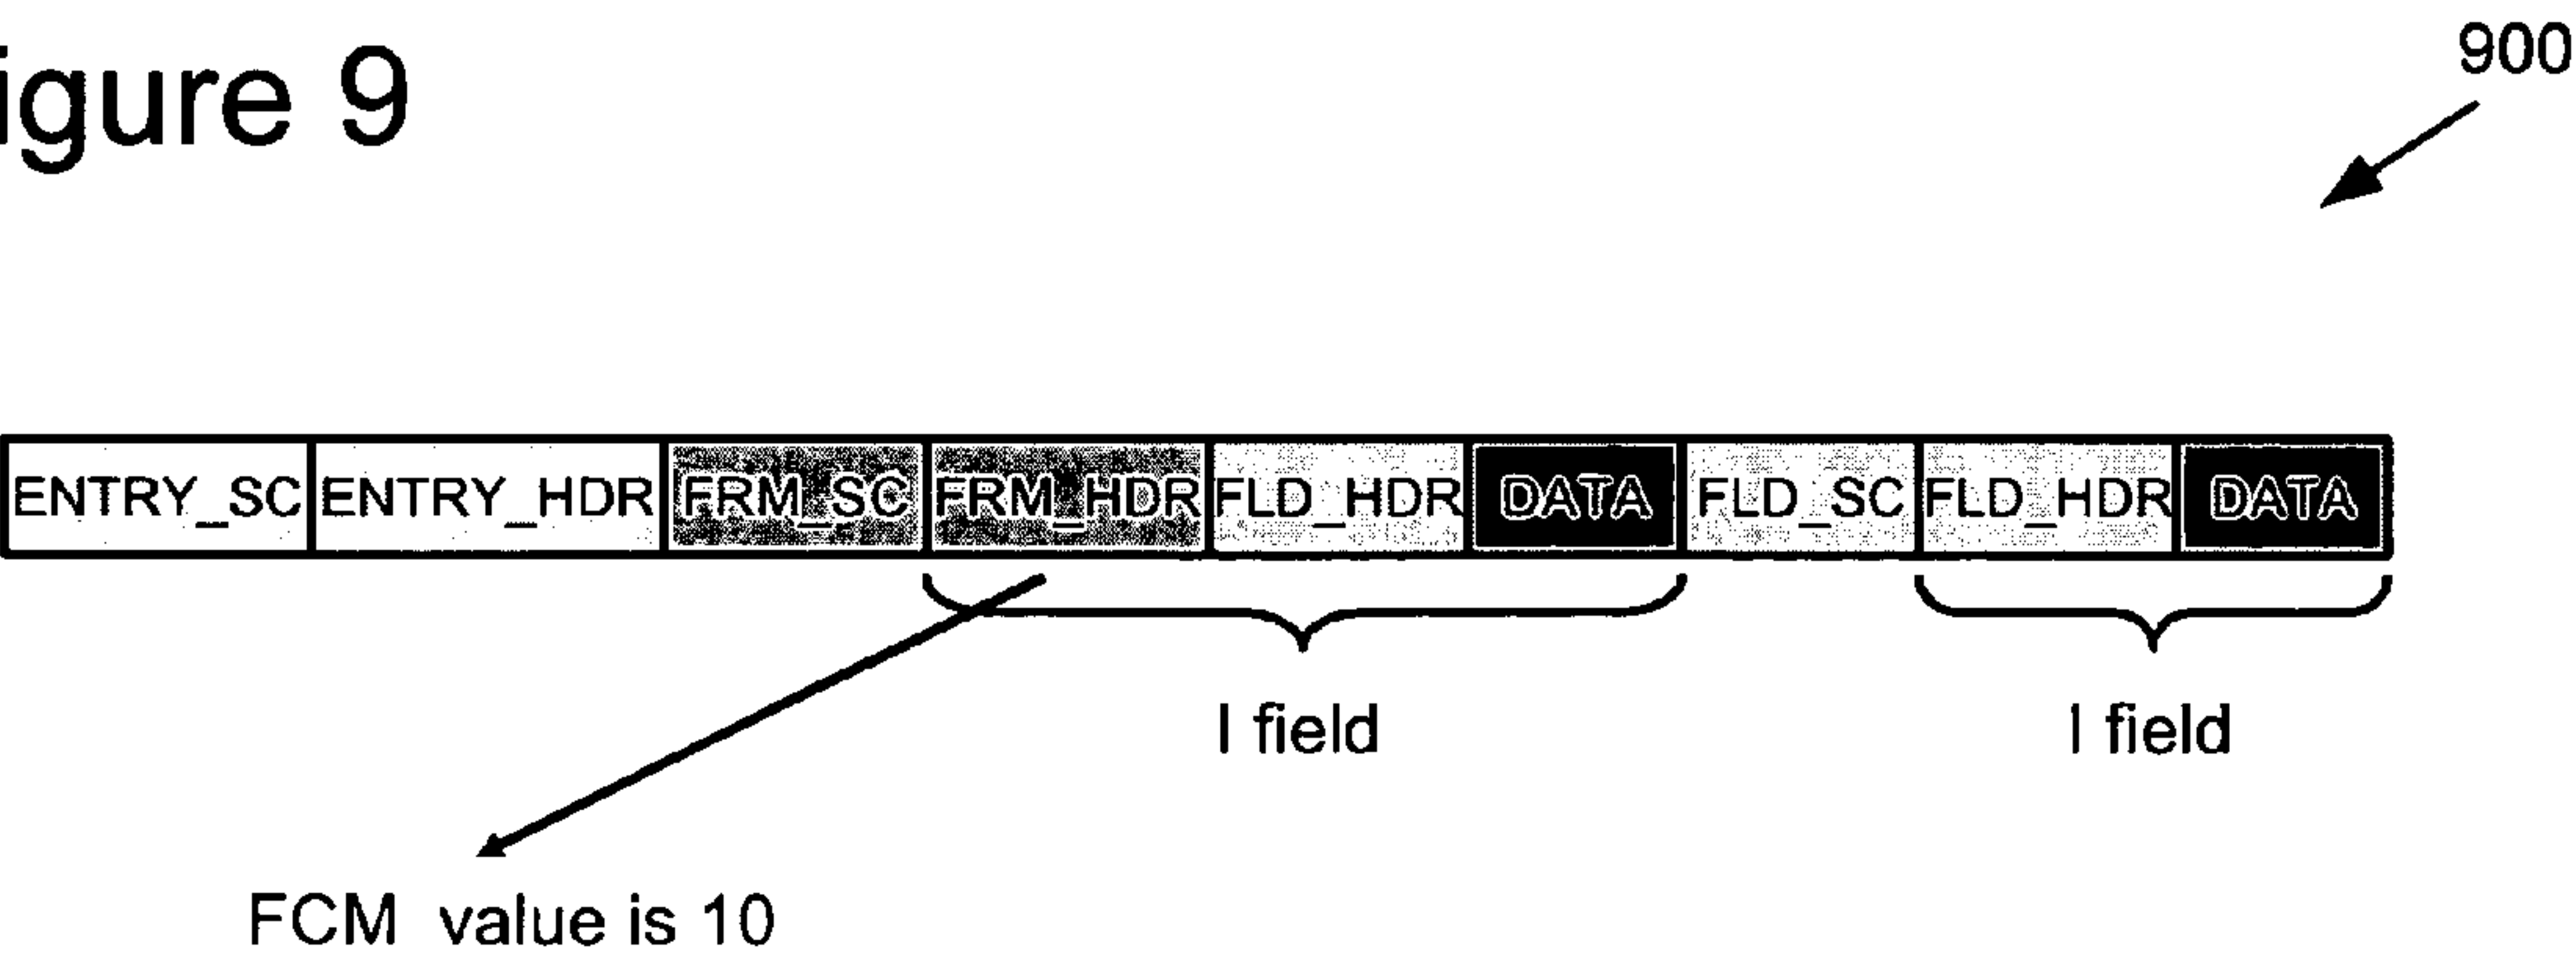 igure 9
900
ENTRY_SC ENTRY_HDR FRM_SC FRM_HDR FLD_HDR DATA FLD_SC FLD_HDR DATA
I field I field
FCM value is 10